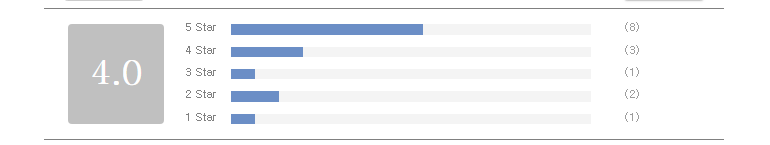 4.0
5 Star (8)
4 Star (3)
3 Star (1)
2 Star (2)
1 Star (1)